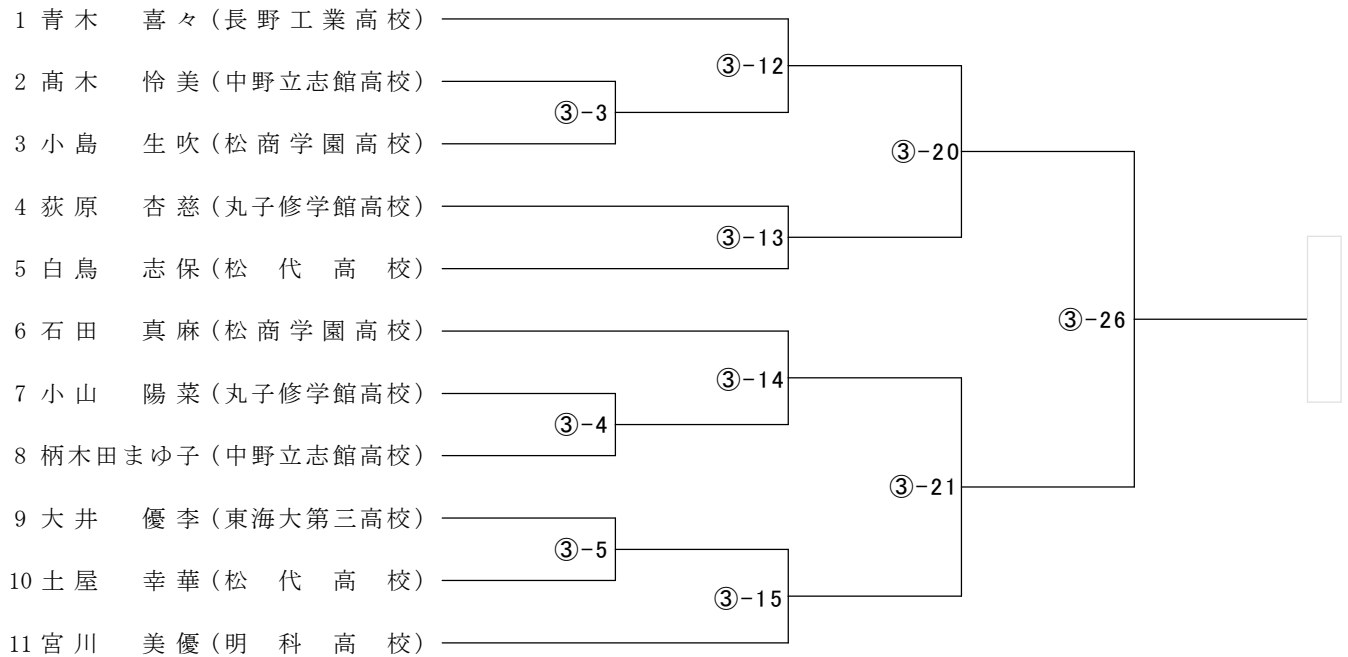 1 青木 喜々(長野工業高校)
③-12
2 髙木 怜美(中野立志館高校)
③-3
3 小島 生吹(松商学園高校)
③-20
4 荻原 杏慈(丸子修学館高校)
③-13
5 白鳥 志保(松代高校)
6 石田 真麻(松商学園高校)
③-26
③-14
7 小山 陽菜(丸子修学館高校)
③-4
8 柄木田まゆ子(中野立志館高校)
③-21
9 大井 優李(東海大第三高校)
③-5
10 土屋 幸華(松代高校)
③-15
11 宮川 美優(明科高校)